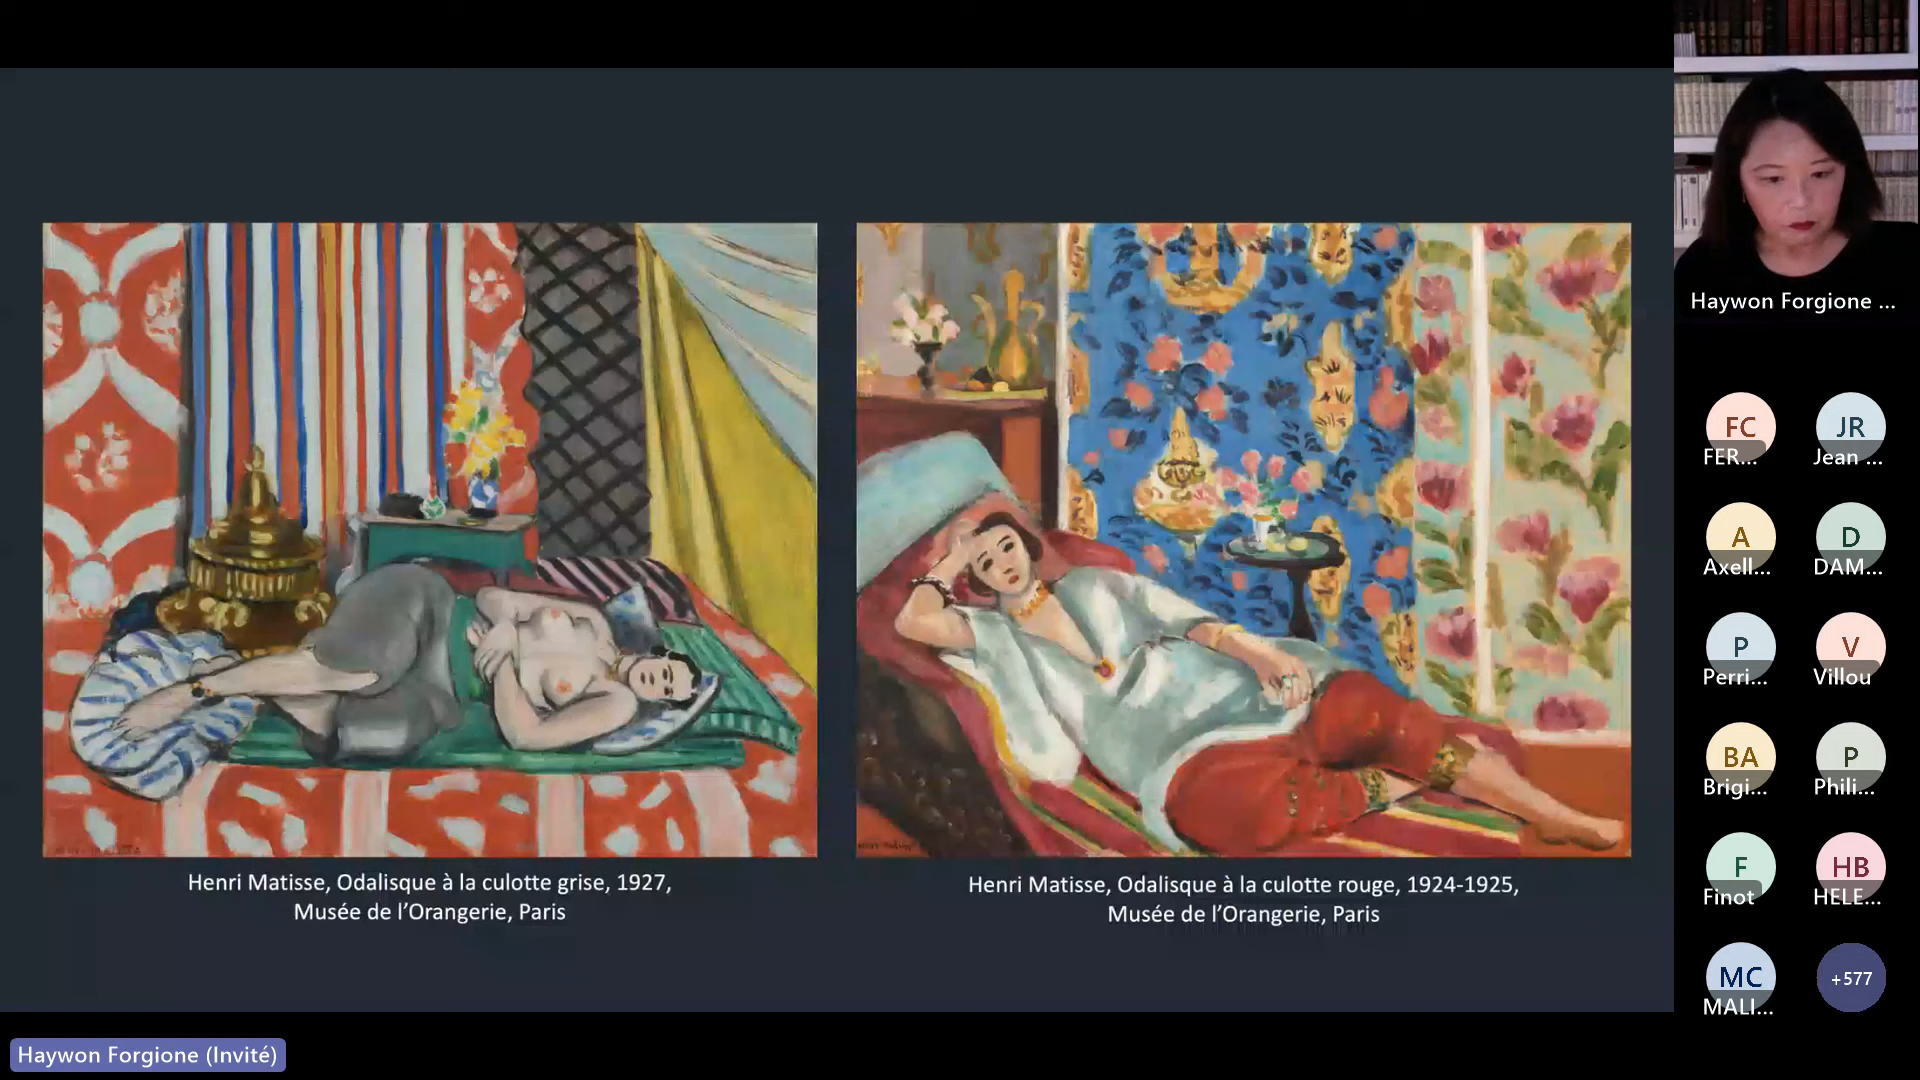 Henri Matisse, Odalisque à la culotte grise, 1927,
Musée de l'Orangerie, Paris
Henri Matisse, Odalisque à la culotte rouge, 1924-1925,
Musée de l'Orangerie, Paris
Haywon Forgione ...
FC
FER...
JR
Jean ...
A
Axell...
D
DAM...
P
Perri...
V
Villou
BA
Brigi...
P
Phili...
F
Finot
HB
HELE...
MC
MALI...
+577
Haywon Forgione (Invité)